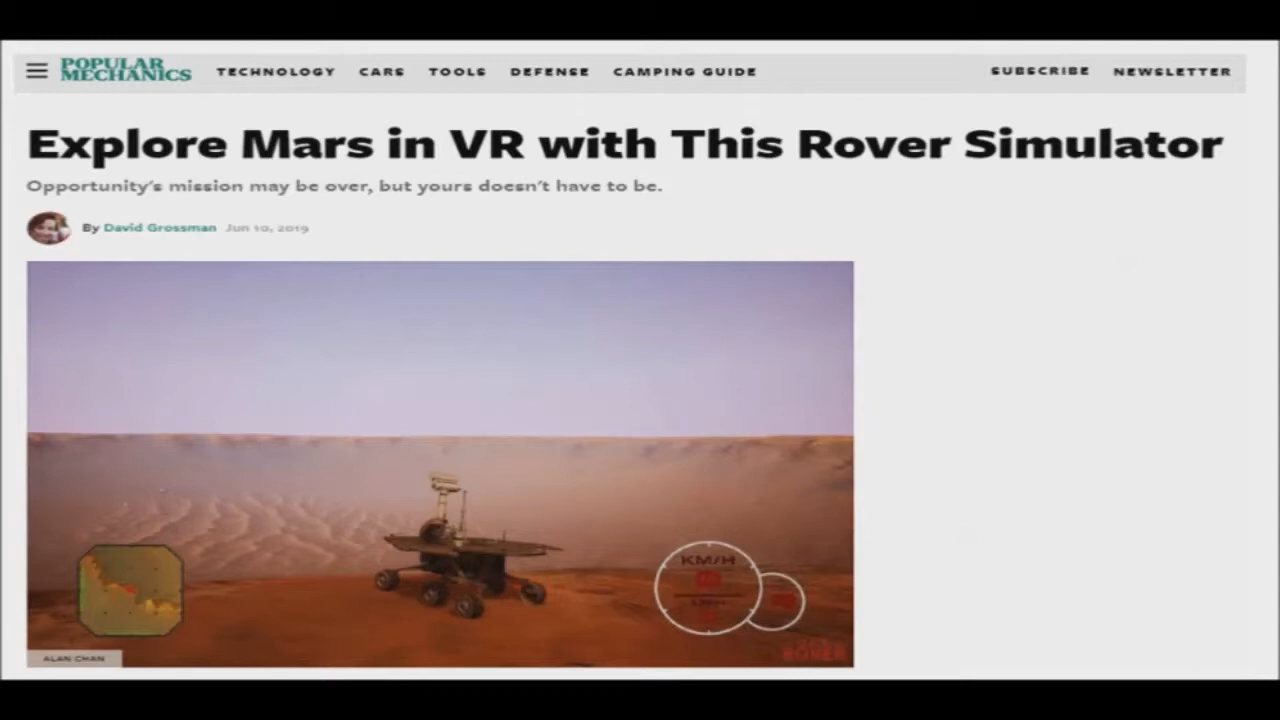 POPULAR
MECHANICS
TECHNOLOGY CARS TOOLS DEFENSE CAMPING GUIDE SUBSCRIBE NEWSLETTER
Explore Mars in VR with This Rover Simulator
Opportunity's mission may be over, but yours doesn't have to be.
By David Grossman Jun 10, 2019
KM/H
ROVER
ALAN CHAN